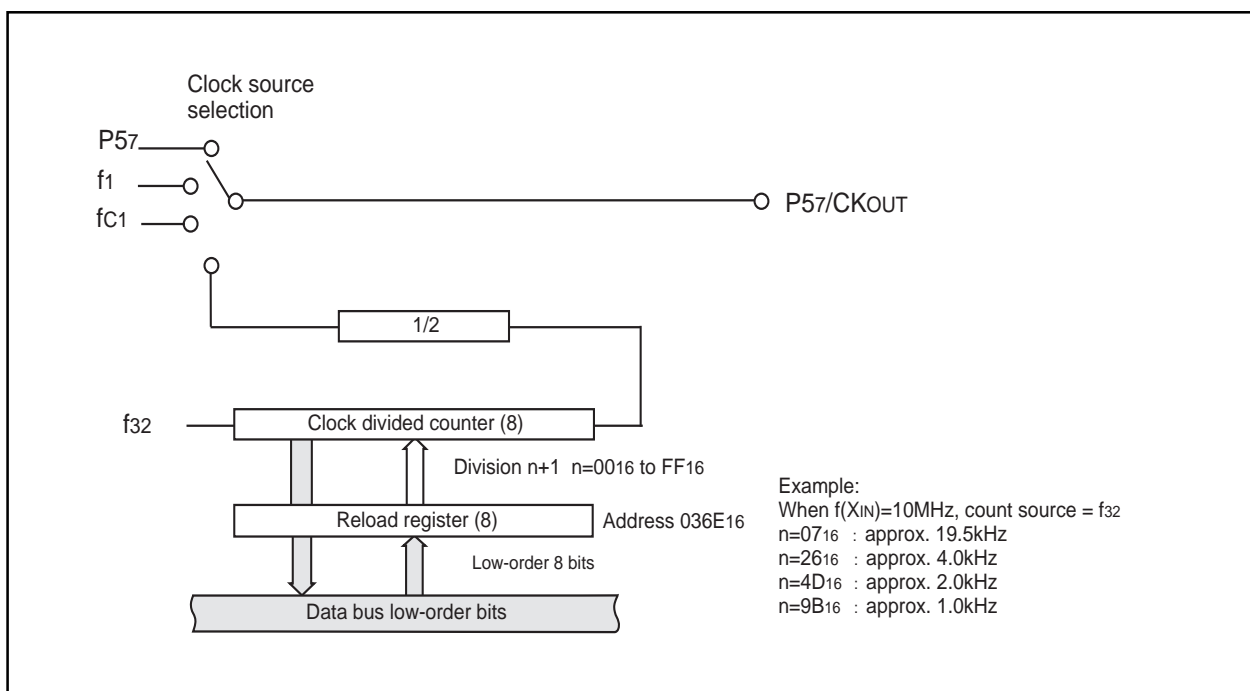 Clock source
selection
P57
f1
fC1
P57/CKOUT
1/2
f32
Clock divided counter (8)
Division n+1 n=0016 to FF16
Reload register (8)
Address 036E16
Low-order 8 bits
Data bus low-order bits
Example:
When f(XIN)=10MHz, count source = f32
n=0716 : approx. 19.5kHz
n=2616 : approx. 4.0kHz
n=4D16 : approx. 2.0kHz
n=9B16 : approx. 1.0kHz